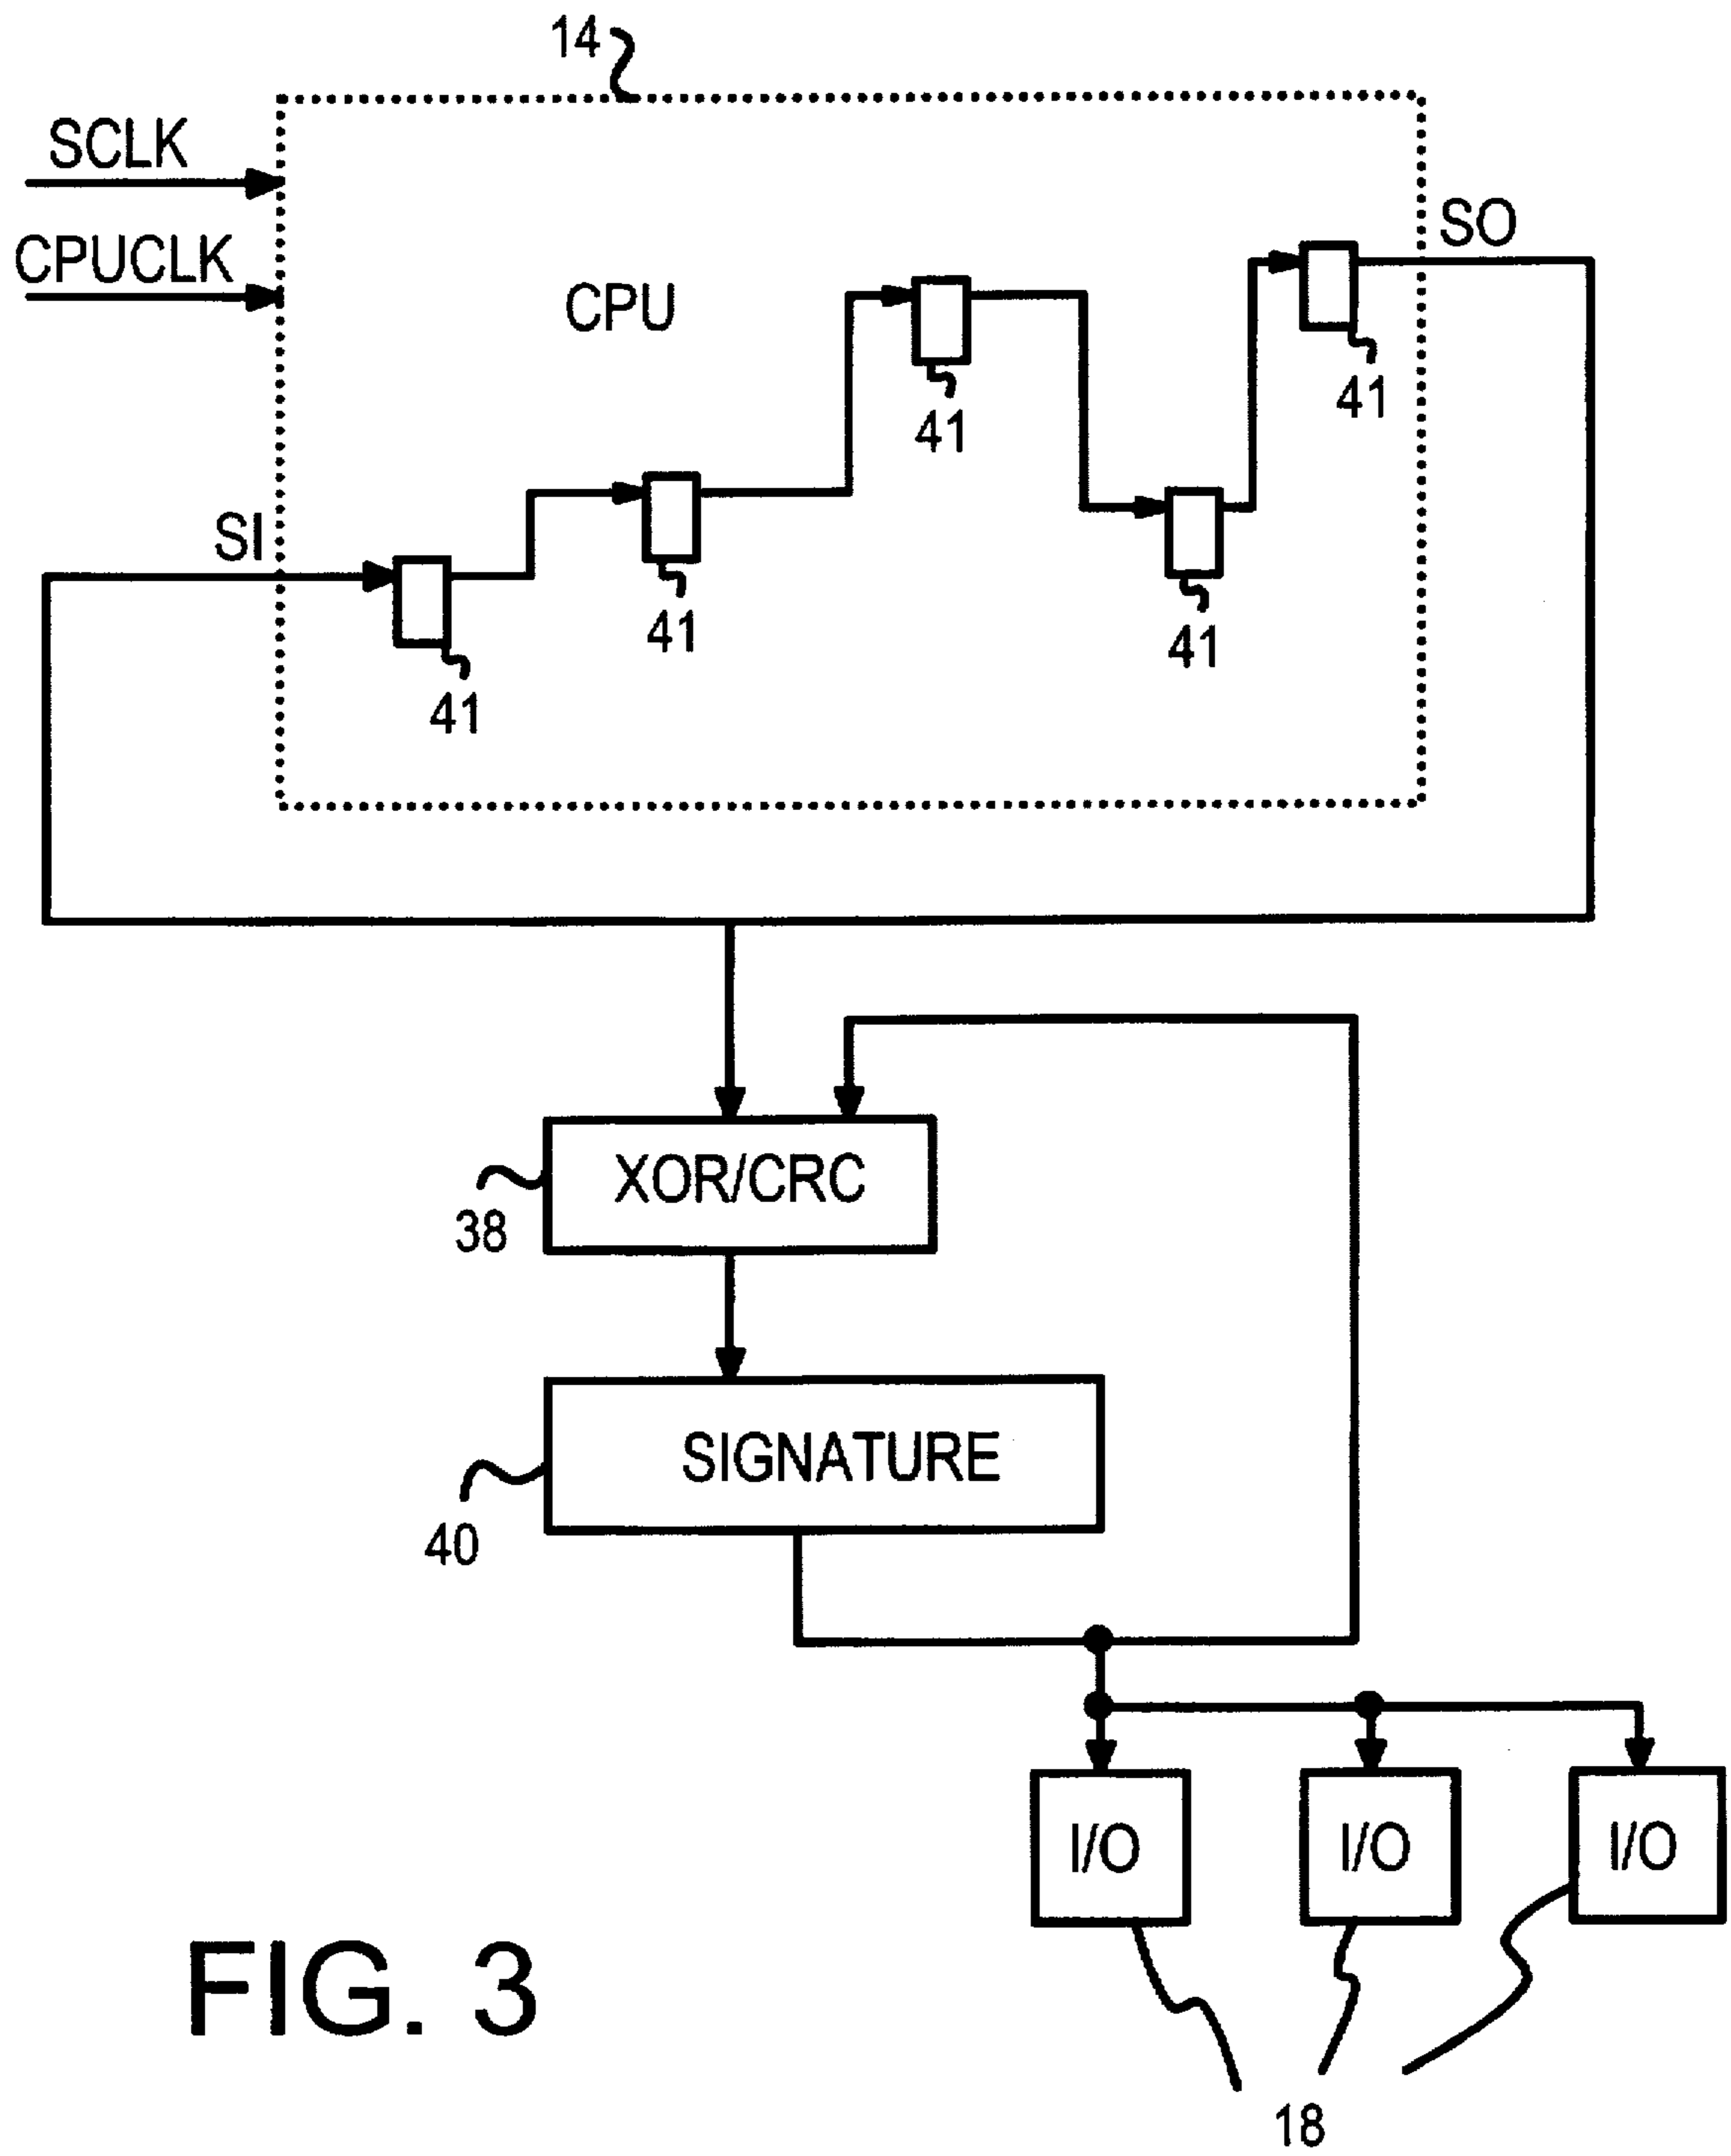 14
SCLK
CPUCLK
SO
CPU
41
41
SI
41
41
41
XOR/CRC
38
SIGNATURE
40
I/O
I/O
I/O
FIG. 3
18